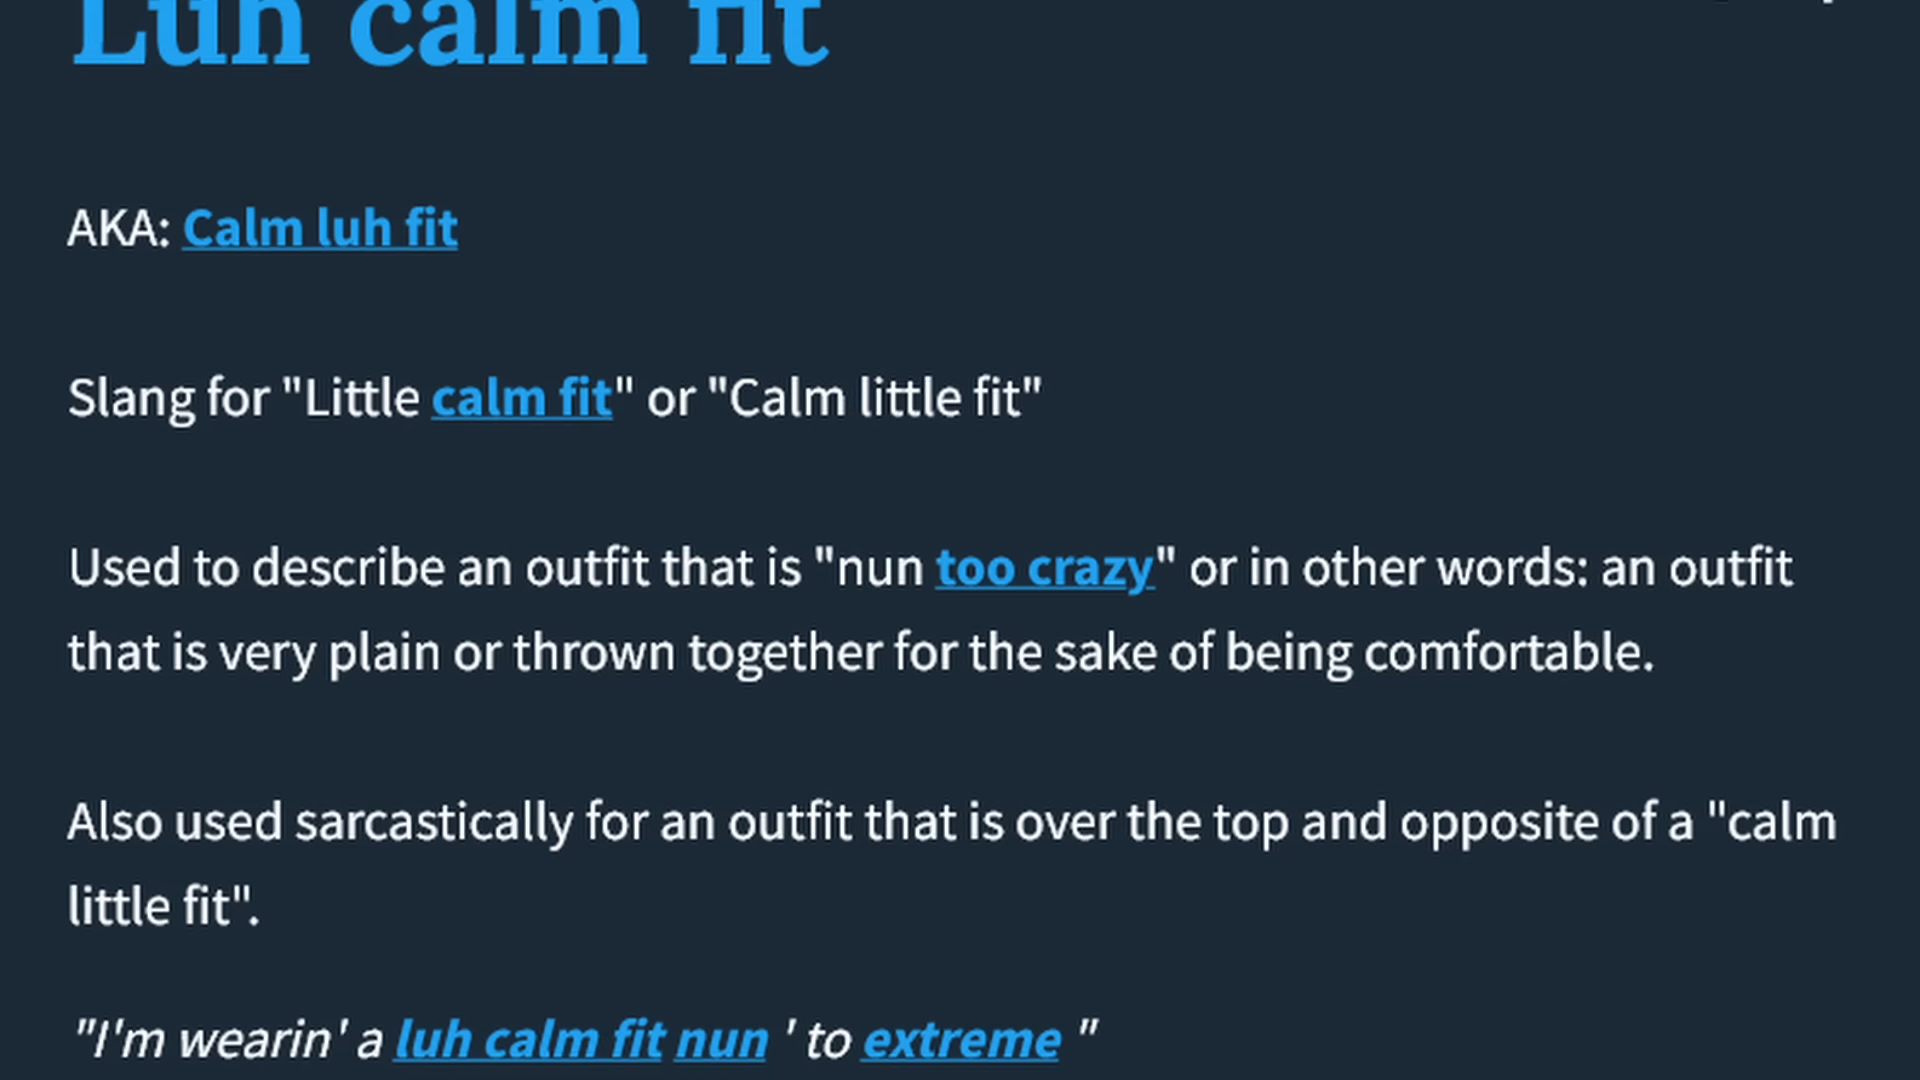 Luh calm fit
AKA: Calm luh fit
Slang for "Little calm fit" or "Calm little fit"
Used to describe an outfit that is "nun too crazy" or in other words: an outfit
that is very plain or thrown together for the sake of being comfortable.
Also used sarcastically for an outfit that is over the top and opposite of a "calm
little fit".
"I'm wearin' a luh calm fit nun ' to extreme "